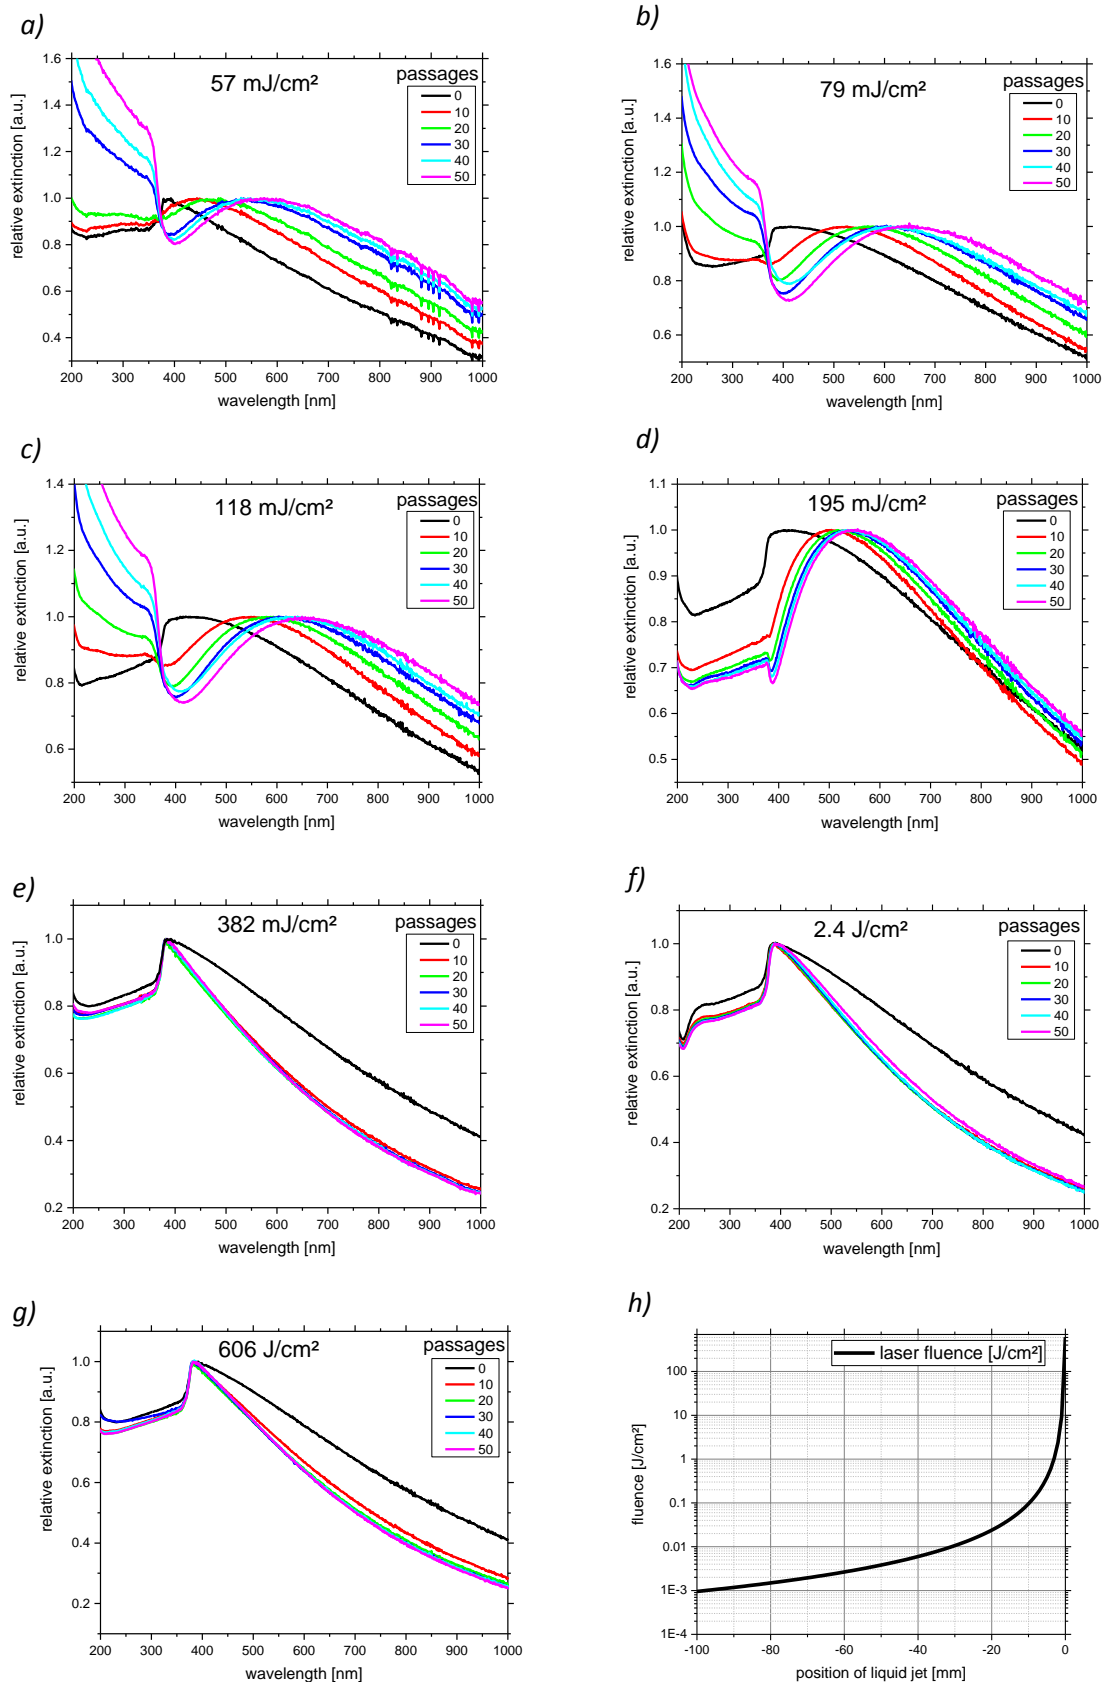 a)
57 mJ/cm²
passages
0
10
20
30
40
50
relative extinction [a.u.]
1.6
1.4
1.2
1.0
0.8
0.6
0.4
200 300 400 500 600 700 800 900 1000
wavelength [nm]
b)
79 mJ/cm²
passages
0
10
20
30
40
50
relative extinction [a.u.]
1.6
1.4
1.2
1.0
0.8
0.6
200 300 400 500 600 700 800 900 1000
wavelength [nm]
c)
118 mJ/cm²
passages
0
10
20
30
40
50
relative extinction [a.u.]
1.4
1.2
1.0
0.8
0.6
200 300 400 500 600 700 800 900 1000
wavelength [nm]
d)
195 mJ/cm²
passages
0
10
20
30
40
50
relative extinction [a.u.]
1.1
1.0
0.9
0.8
0.7
0.6
0.5
200 300 400 500 600 700 800 900 1000
wavelength [nm]
e)
382 mJ/cm²
passages
0
10
20
30
40
50
relative extinction [a.u.]
1.0
0.8
0.6
0.4
0.2
200 300 400 500 600 700 800 900 1000
wavelength [nm]
f)
2.4 J/cm²
passages
0
10
20
30
40
50
relative extinction [a.u.]
1.0
0.8
0.6
0.4
0.2
200 300 400 500 600 700 800 900 1000
wavelength [nm]
g)
606 J/cm²
passages
0
10
20
30
40
50
relative extinction [a.u.]
1.0
0.8
0.6
0.4
0.2
200 300 400 500 600 700 800 900 1000
wavelength [nm]
h)
laser fluence [J/cm²]
fluence [J/cm²]
100
10
1
0.1
0.01
1E-3
1E-4
-100 -80 -60 -40 -20 0
position of liquid jet [mm]